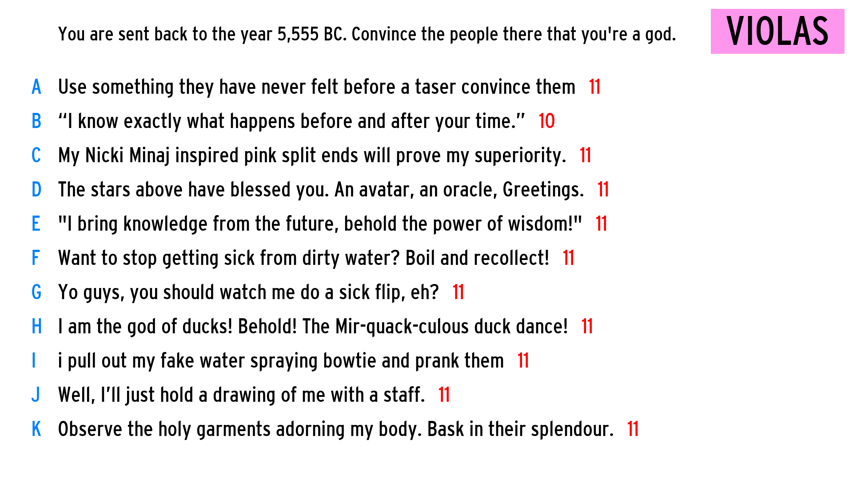 You are sent back to the year 5,555 BC. Convince the people there that you're a god.
VIOLAS
A Use something they have never felt before a taser convince them 11
B “I know exactly what happens before and after your time.” 10
C My Nicki Minaj inspired pink split ends will prove my superiority. 11
D The stars above have blessed you. An avatar, an oracle, Greetings. 11
E "I bring knowledge from the future, behold the power of wisdom!" 11
F Want to stop getting sick from dirty water? Boil and recollect! 11
G Yo guys, you should watch me do a sick flip, eh? 11
H I am the god of ducks! Behold! The Mir-quack-culous duck dance! 11
I i pull out my fake water spraying bowtie and prank them 11
J Well, I’ll just hold a drawing of me with a staff. 11
K Observe the holy garments adorning my body. Bask in their splendour. 11